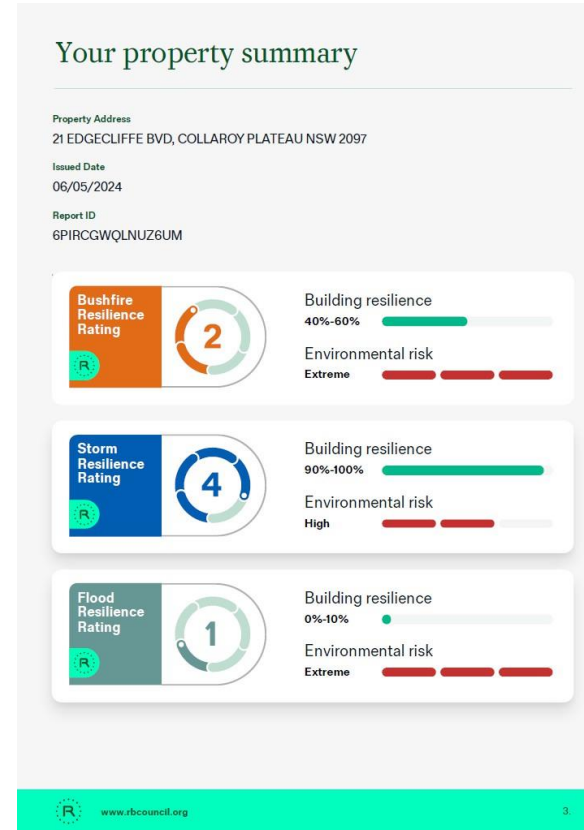 Your property summary
Property Address
21 EDGECLIFFE BVD, COLLAROY PLATEAU NSW 2097
Issued Date
06/05/2024
Report ID
6PIRCGWQLNUZ6UM
Bushfire
Resilience
Rating
R
2
Building resilience
40%-60%
Environmental risk
Extreme
Storm
Resilience
Rating
R
4
Building resilience
90%-100%
Environmental risk
High
Flood
Resilience
Rating
R
1
Building resilience
0%-10%
Environmental risk
Extreme
R
www.rbcouncil.org
3.